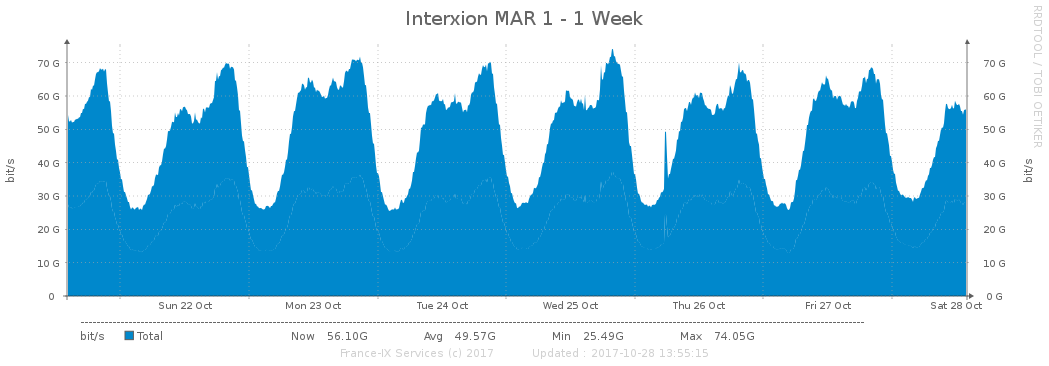 Interxion MAR 1 - 1 Week
RRDTOOL / TOBI OETIKER
bit/s
70 G
60 G
50 G
40 G
30 G
20 G
10 G
0
70 G
60 G
50 G
40 G
30 G
20 G
10 G
0 G
bit/s
Sun 22 Oct Mon 23 Oct Tue 24 Oct Wed 25 Oct Thu 26 Oct Fri 27 Oct Sat 28 Oct
bit/s Total Now 56.10G Avg 49.57G Min 25.49G Max 74.05G
France-IX Services (c) 2017 Updated : 2017-10-28 13:55:15